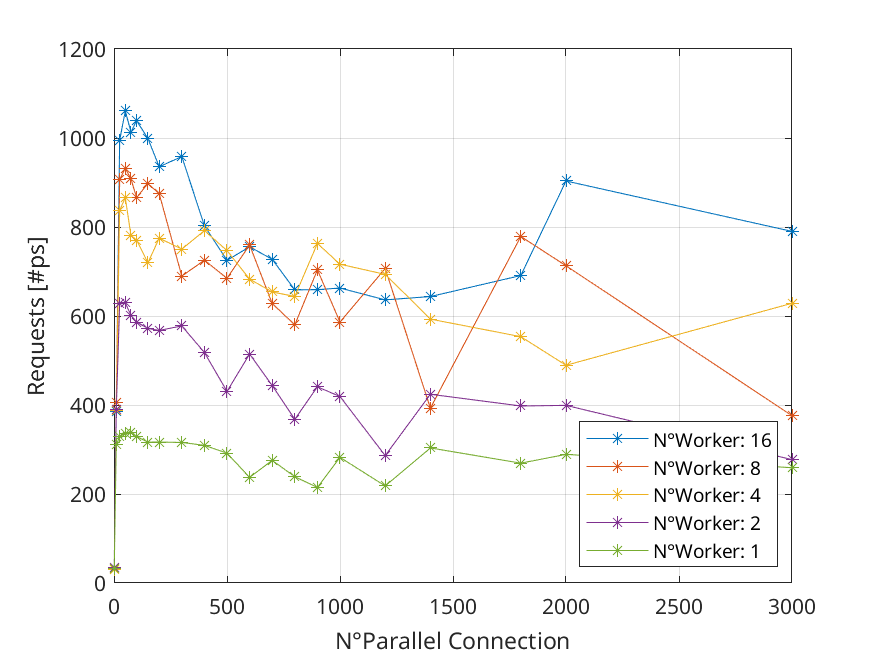 1200
1000
800
600
400
200
0
Requests [#ps]
N°Worker: 16
N°Worker: 8
N°Worker: 4
N°Worker: 2
N°Worker: 1
0 500 1000 1500 2000 2500 3000
N°Parallel Connection